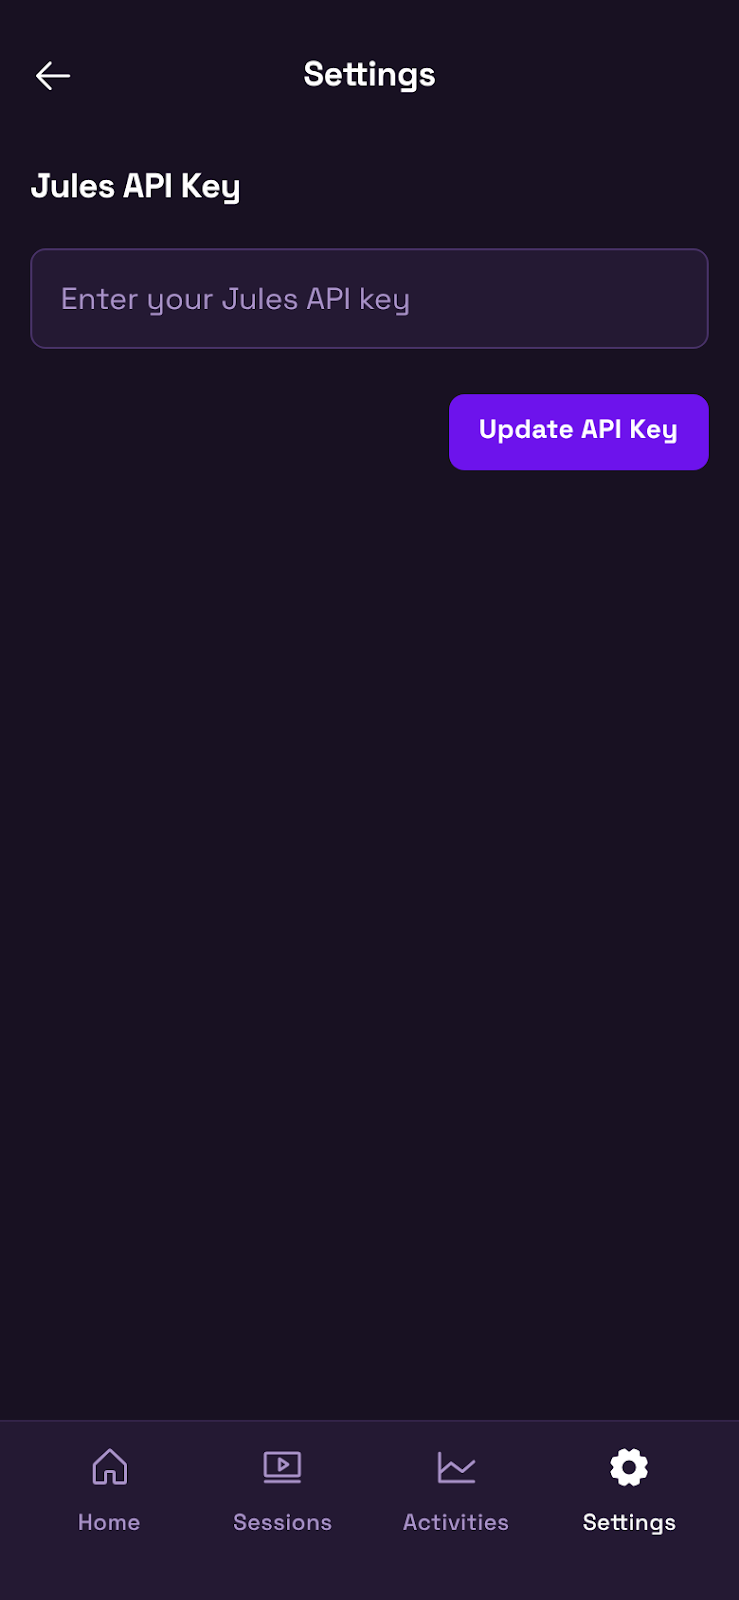 Settings
Jules API Key
Enter your Jules API key
Update API Key
Home
Sessions
Activities
Settings